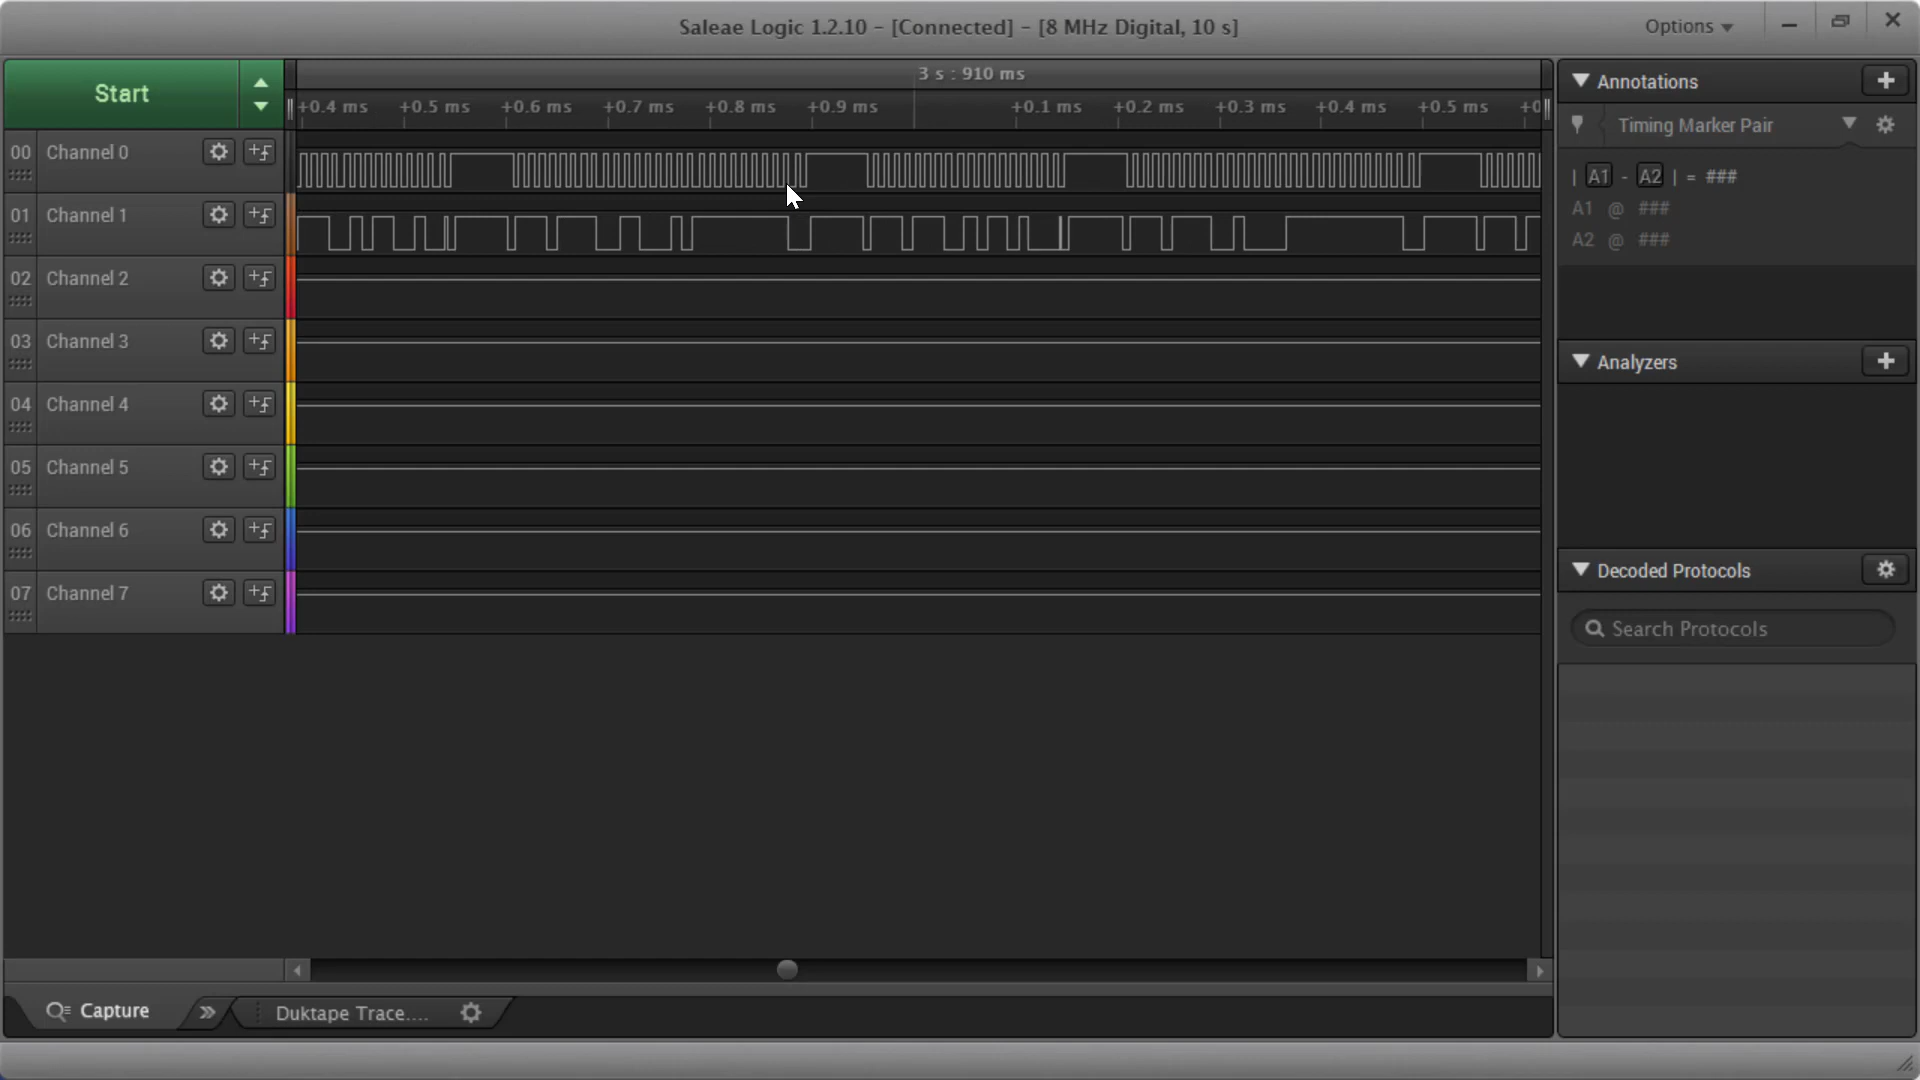 Saleae Logic 1.2.10 - [Connected] - [8 MHz Digital, 10 s]
Options
Start
3 s : 910 ms
+0.4 ms +0.5 ms +0.6 ms +0.7 ms +0.8 ms +0.9 ms +0.1 ms +0.2 ms +0.3 ms +0.4 ms +0.5 ms +0
00 Channel 0
01 Channel 1
02 Channel 2
03 Channel 3
04 Channel 4
05 Channel 5
06 Channel 6
07 Channel 7
Annotations
Timing Marker Pair
| A1 - A2 | = ###
A1 @ ###
A2 @ ###
Analyzers
Decoded Protocols
Search Protocols
Capture
Duktape Trace....